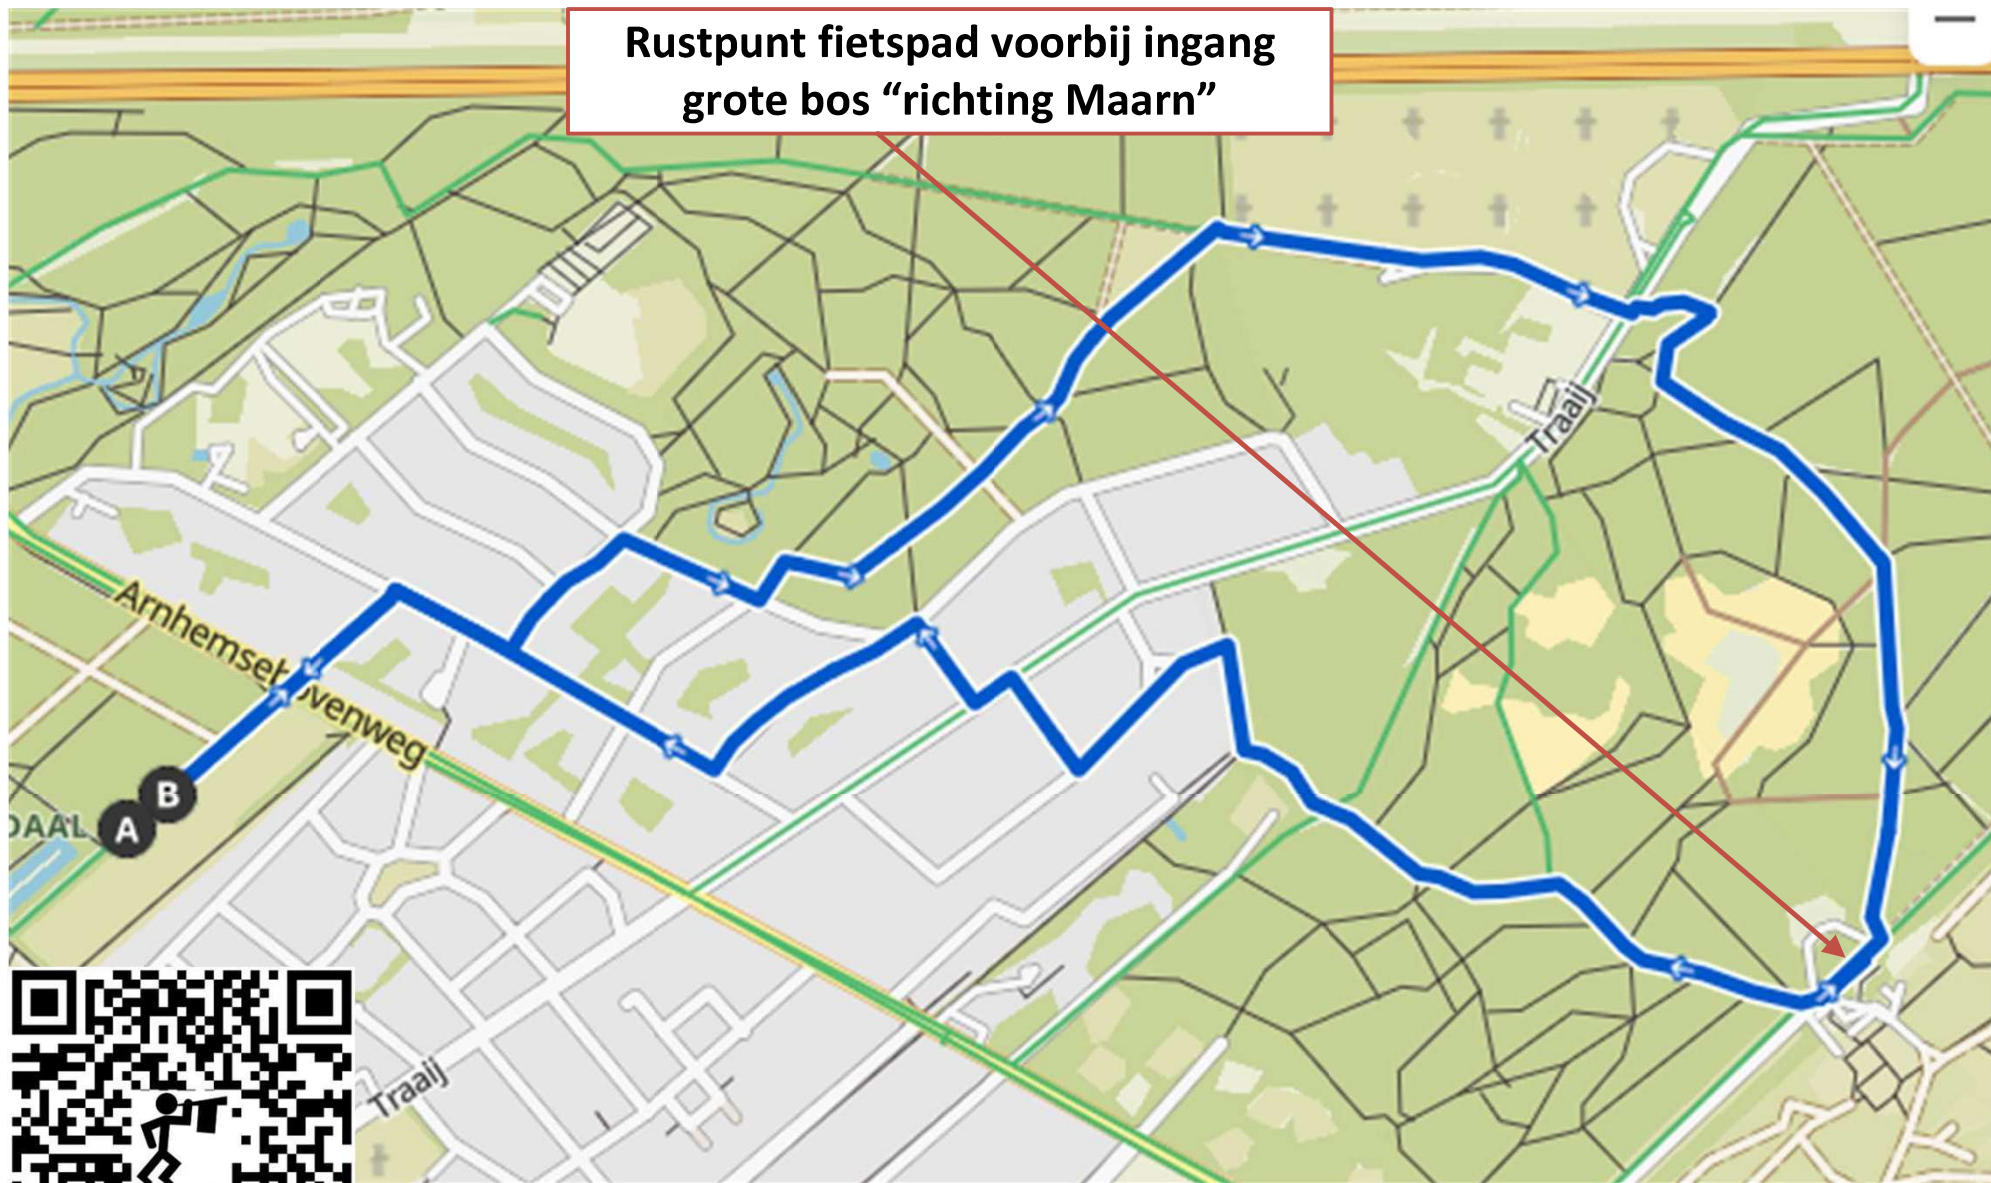 Rustpunt fietspad voorbij ingang
grote bos “richting Maarn”
Traaij
Arnhemsebovenweg
B
A
DAAL
Traaij